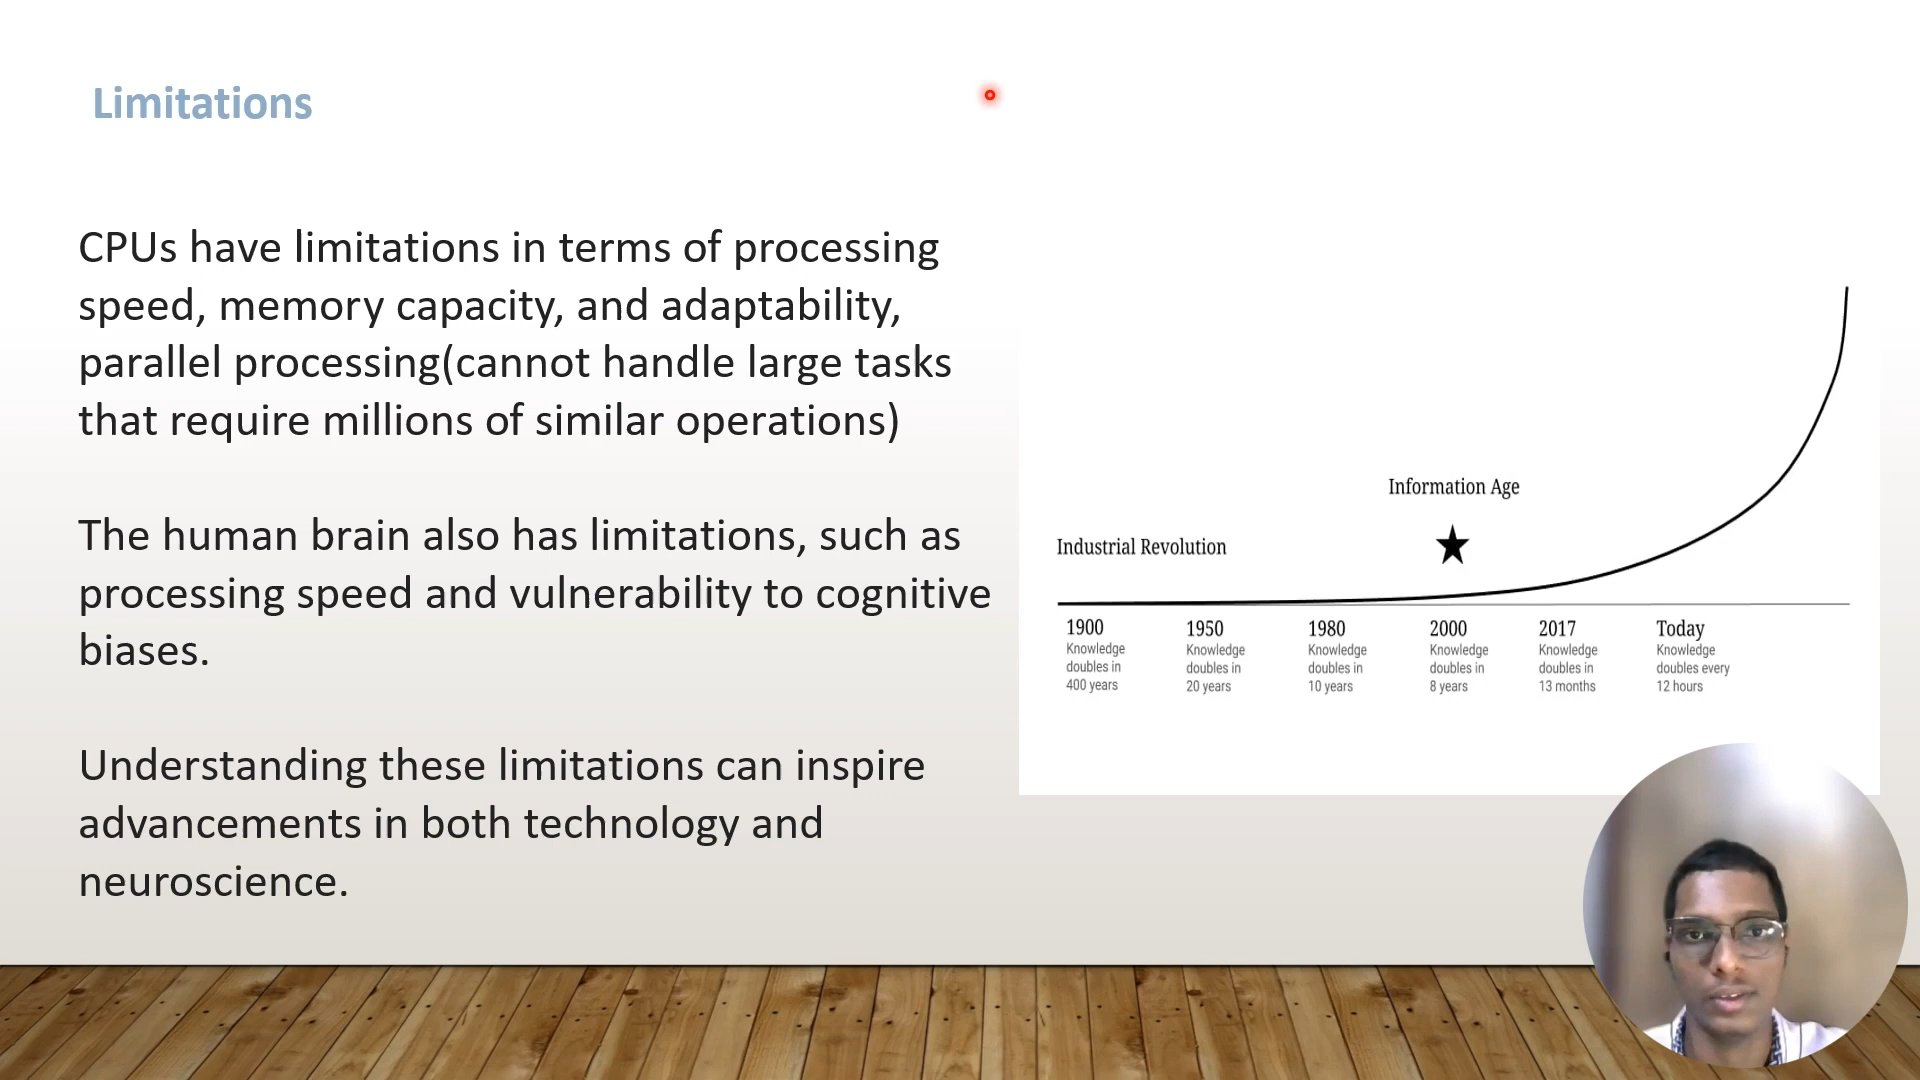 Limitations
CPUs have limitations in terms of processing
speed, memory capacity, and adaptability,
parallel processing(cannot handle large tasks
that require millions of similar operations)
The human brain also has limitations, such as
processing speed and vulnerability to cognitive
biases.
Understanding these limitations can inspire
advancements in both technology and
neuroscience.
Information Age
Industrial Revolution
1900
Knowledge
doubles in
400 years
1950
Knowledge
doubles in
20 years
1980
Knowledge
doubles in
10 years
2000
Knowledge
doubles in
8 years
2017
Knowledge
doubles in
13 months
Today
Knowledge
doubles every
12 hours